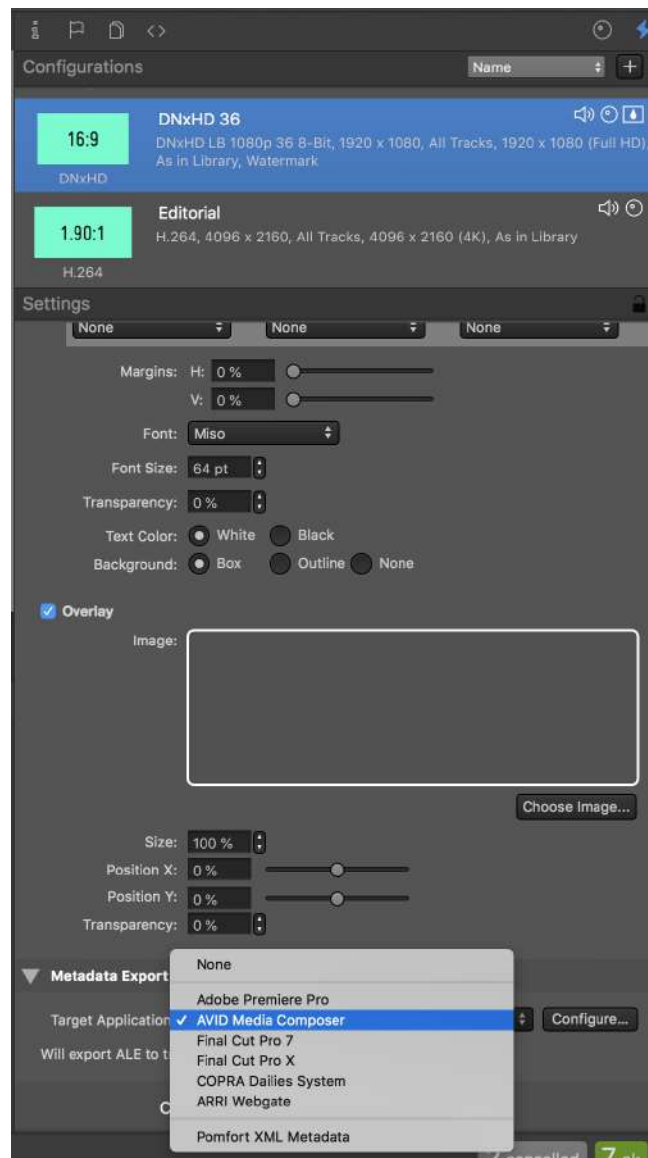 Configurations
Name
16:9
DNxHD
DNxHD 36
DNxHD LB 1080p 36 8-Bit, 1920 x 1080, All Tracks, 1920 x 1080 (Full HD),
As in Library, Watermark
1.90:1
H.264
Editorial
H.264, 4096 x 2160, All Tracks, 4096 x 2160 (4K), As in Library
Settings
None None None
Margins: H: 0 %
V: 0 %
Font: Miso
Font Size: 64 pt
Transparency: 0 %
Text Color: White Black
Background: Box Outline None
Overlay
Image:
Choose Image...
Size: 100 %
Position X: 0 %
Position Y: 0 %
Transparency: 0 %
Metadata Export
Target Application
Will export ALE to
None
Adobe Premiere Pro
✓ AVID Media Composer
Final Cut Pro 7
Final Cut Pro X
COPRA Dailies System
ARRI Webgate
Pomfort XML Metadata
Configure...
cancelled 7